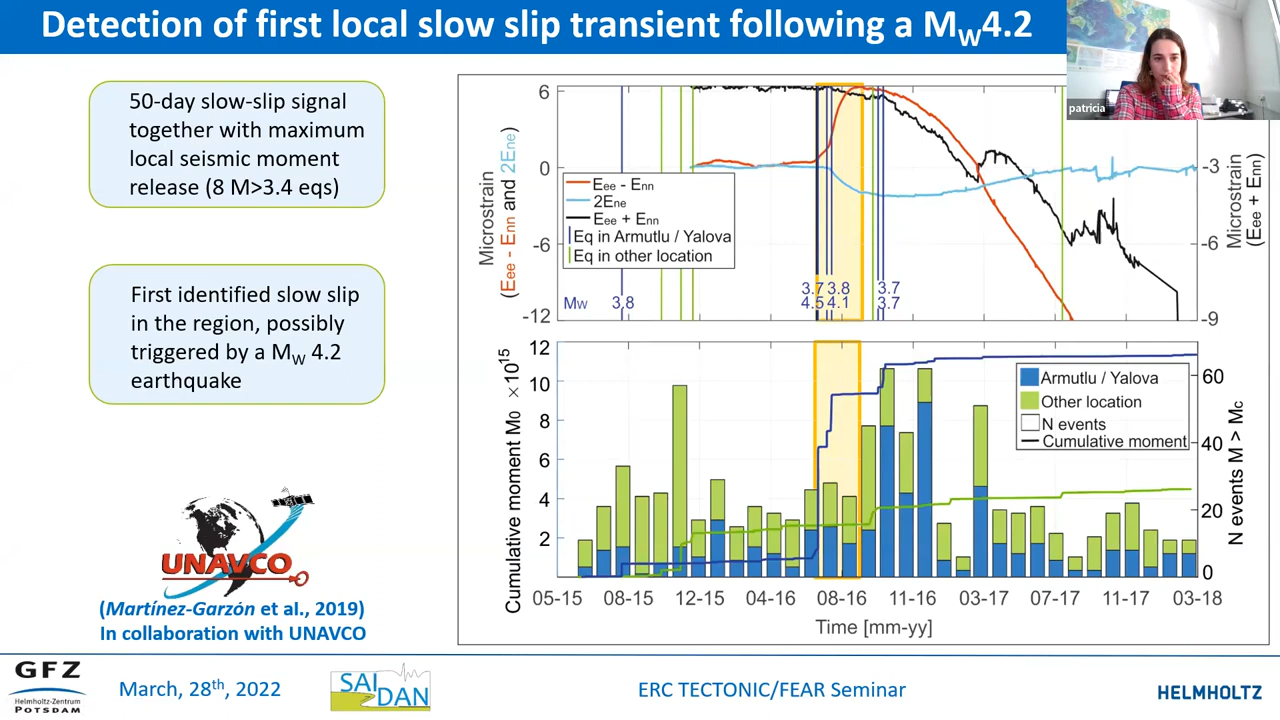 Detection of first local slow slip transient following a MW4.2
patricia
50-day slow-slip signal
together with maximum
local seismic moment
release (8 M>3.4 eqs)
First identified slow slip
in the region, possibly
triggered by a MW 4.2
earthquake
UNAVCO
(Martínez-Garzón et al., 2019)
In collaboration with UNAVCO
Microstrain
(Eee - Enn and 2Ene)
6
0
-6
-12
Eee - Enn
2Ene
Eee + Enn
Eq in Armutlu / Yalova
Eq in other location
Mw 3.8
3.7 3.8 3.7
4.5 4.1 3.7
-3
-6
-9
Microstrain
(Eee + Enn)
Cumulative moment M0 ×1015
12
10
8
6
4
2
Armutlu / Yalova
Other location
N events
Cumulative moment
60
40
20
0
N events M > Mc
05-15 08-15 12-15 04-16 08-16 11-16 03-17 07-17 11-17 03-18
Time [mm-yy]
GFZ
Helmholtz-Zentrum
POTSDAM
March, 28th, 2022
SAIDAN
ERC TECTONIC/FEAR Seminar
HELMHOLTZ